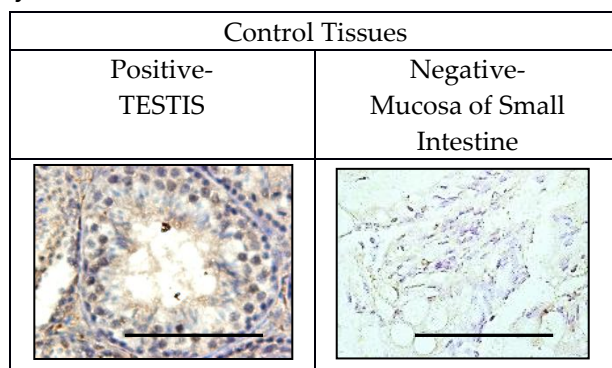 Control Tissues
Positive-
TESTIS
Negative-
Mucosa of Small
Intestine